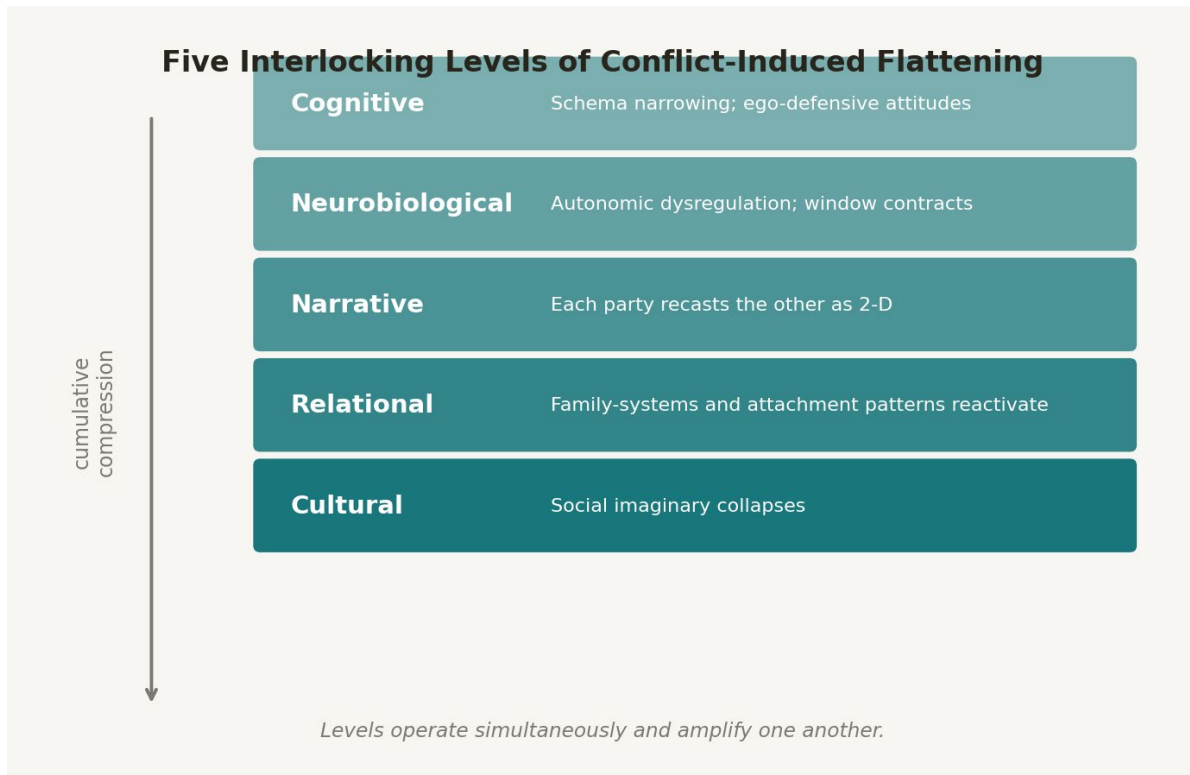 Five Interlocking Levels of Conflict-Induced Flattening
Cognitive Schema narrowing; ego-defensive attitudes
Neurobiological Autonomic dysregulation; window contracts
Narrative Each party recasts the other as 2-D
Relational Family-systems and attachment patterns reactivate
Cultural Social imaginary collapses
cumulative
compression
Levels operate simultaneously and amplify one another.